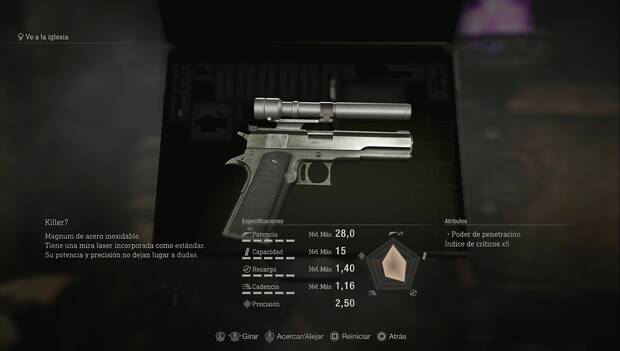 Ve a la iglesia
Killer7
Magnum de acero inoxidable.
Tiene una mira laser incorporada como estándar.
Su potencia y precisión no dejan lugar a dudas.
Especificaciones
Potencia Nvl. Máx 28,0
Capacidad Nvl. Máx 15
Recarga Nvl. Máx 1,40
Cadencia Nvl. Máx 1,16
Precisión 2,50
Atributos
・Poder de penetración
Índice de críticos x5
Girar Acercar/Alejar Reiniciar Atrás